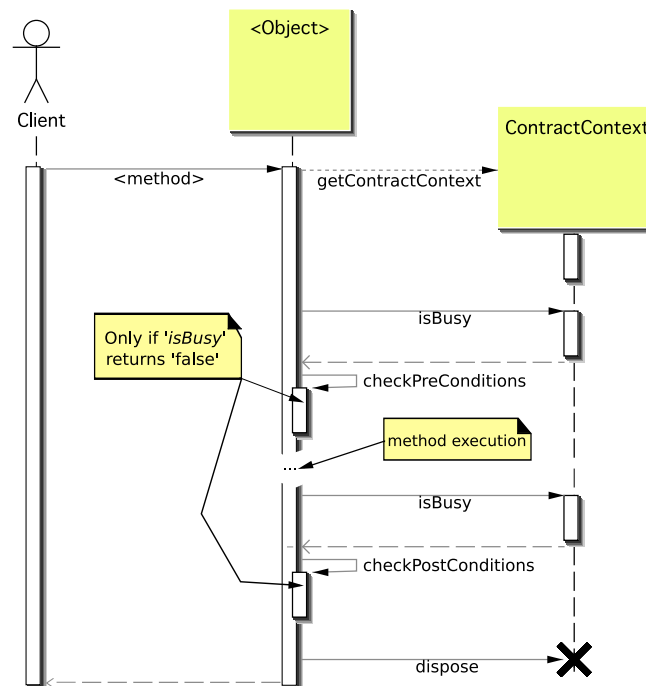 <Object>
Client
ContractContext
<method>
getContractContext
isBusy
Only if 'isBusy'
returns 'false'
checkPreConditions
method execution
...
isBusy
checkPostConditions
dispose